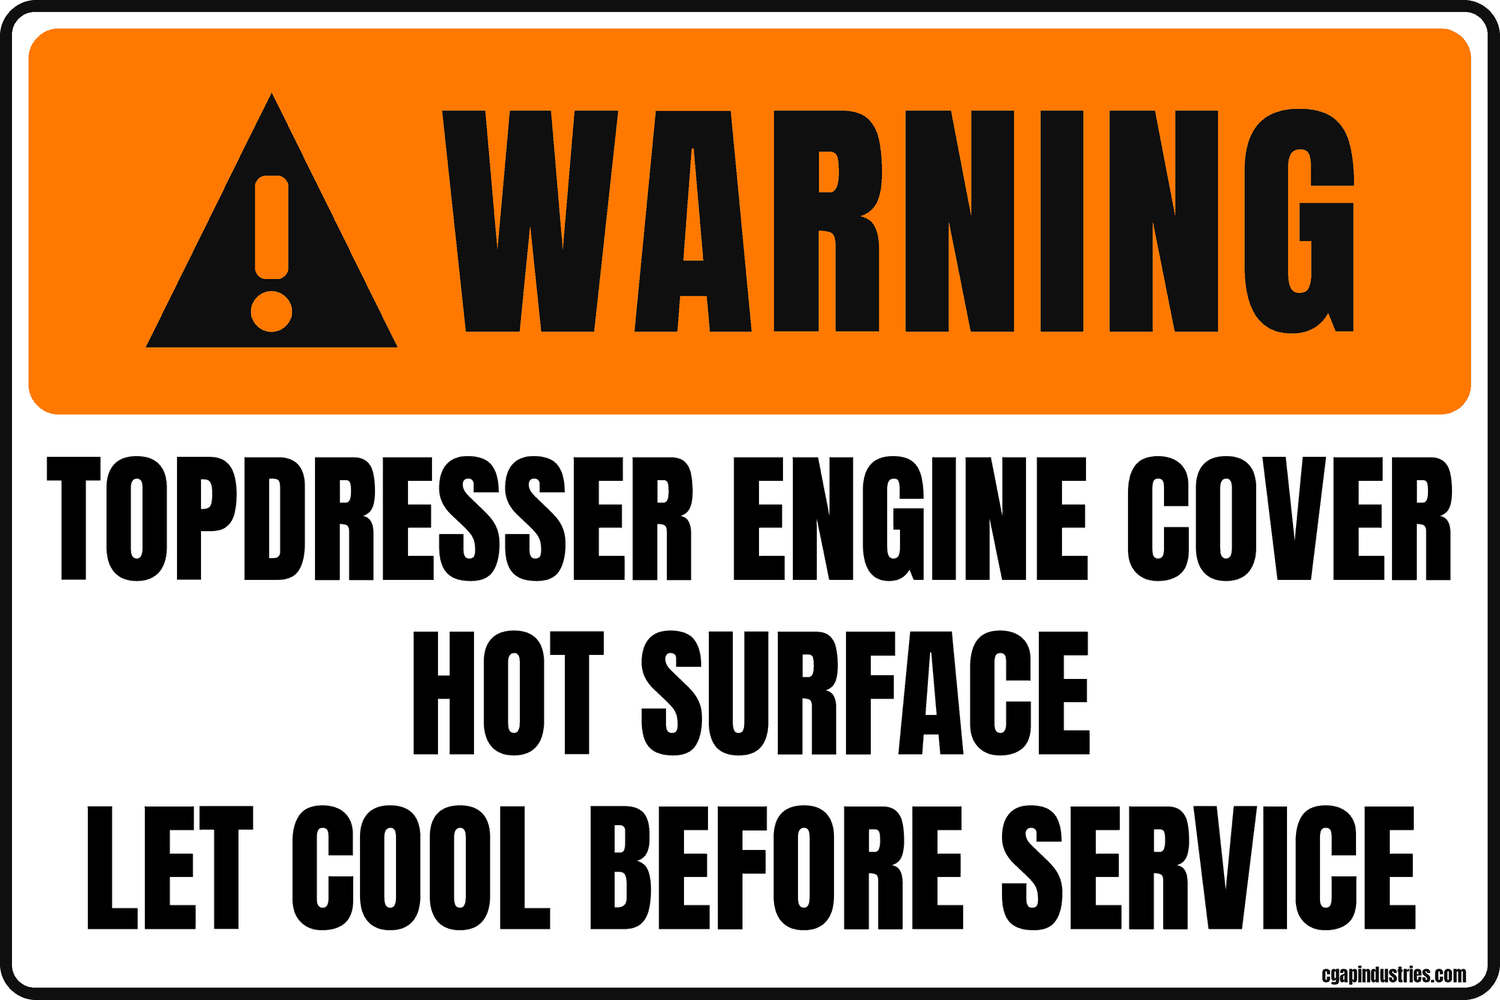 WARNING
TOPDRESSER ENGINE COVER
HOT SURFACE
LET COOL BEFORE SERVICE
cgapindustries.com